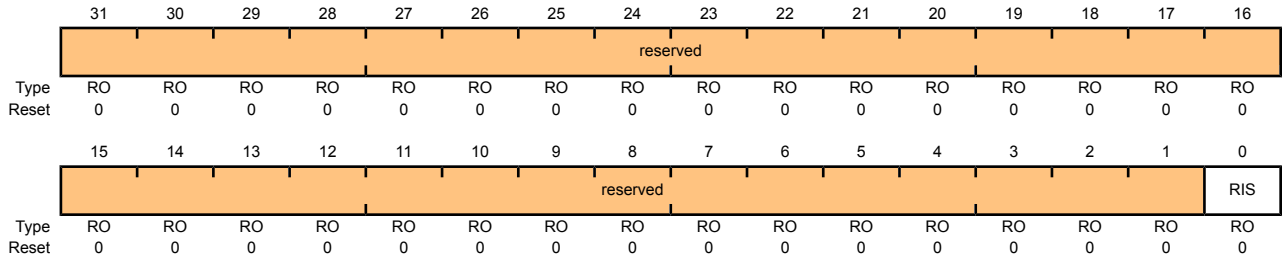 31 30 29 28 27 26 25 24 23 22 21 20 19 18 17 16
reserved
Type RO RO RO RO RO RO RO RO RO RO RO RO RO RO RO RO
Reset 0 0 0 0 0 0 0 0 0 0 0 0 0 0 0 0
15 14 13 12 11 10 9 8 7 6 5 4 3 2 1 0
reserved RIS
Type RO RO RO RO RO RO RO RO RO RO RO RO RO RO RO RO
Reset 0 0 0 0 0 0 0 0 0 0 0 0 0 0 0 0